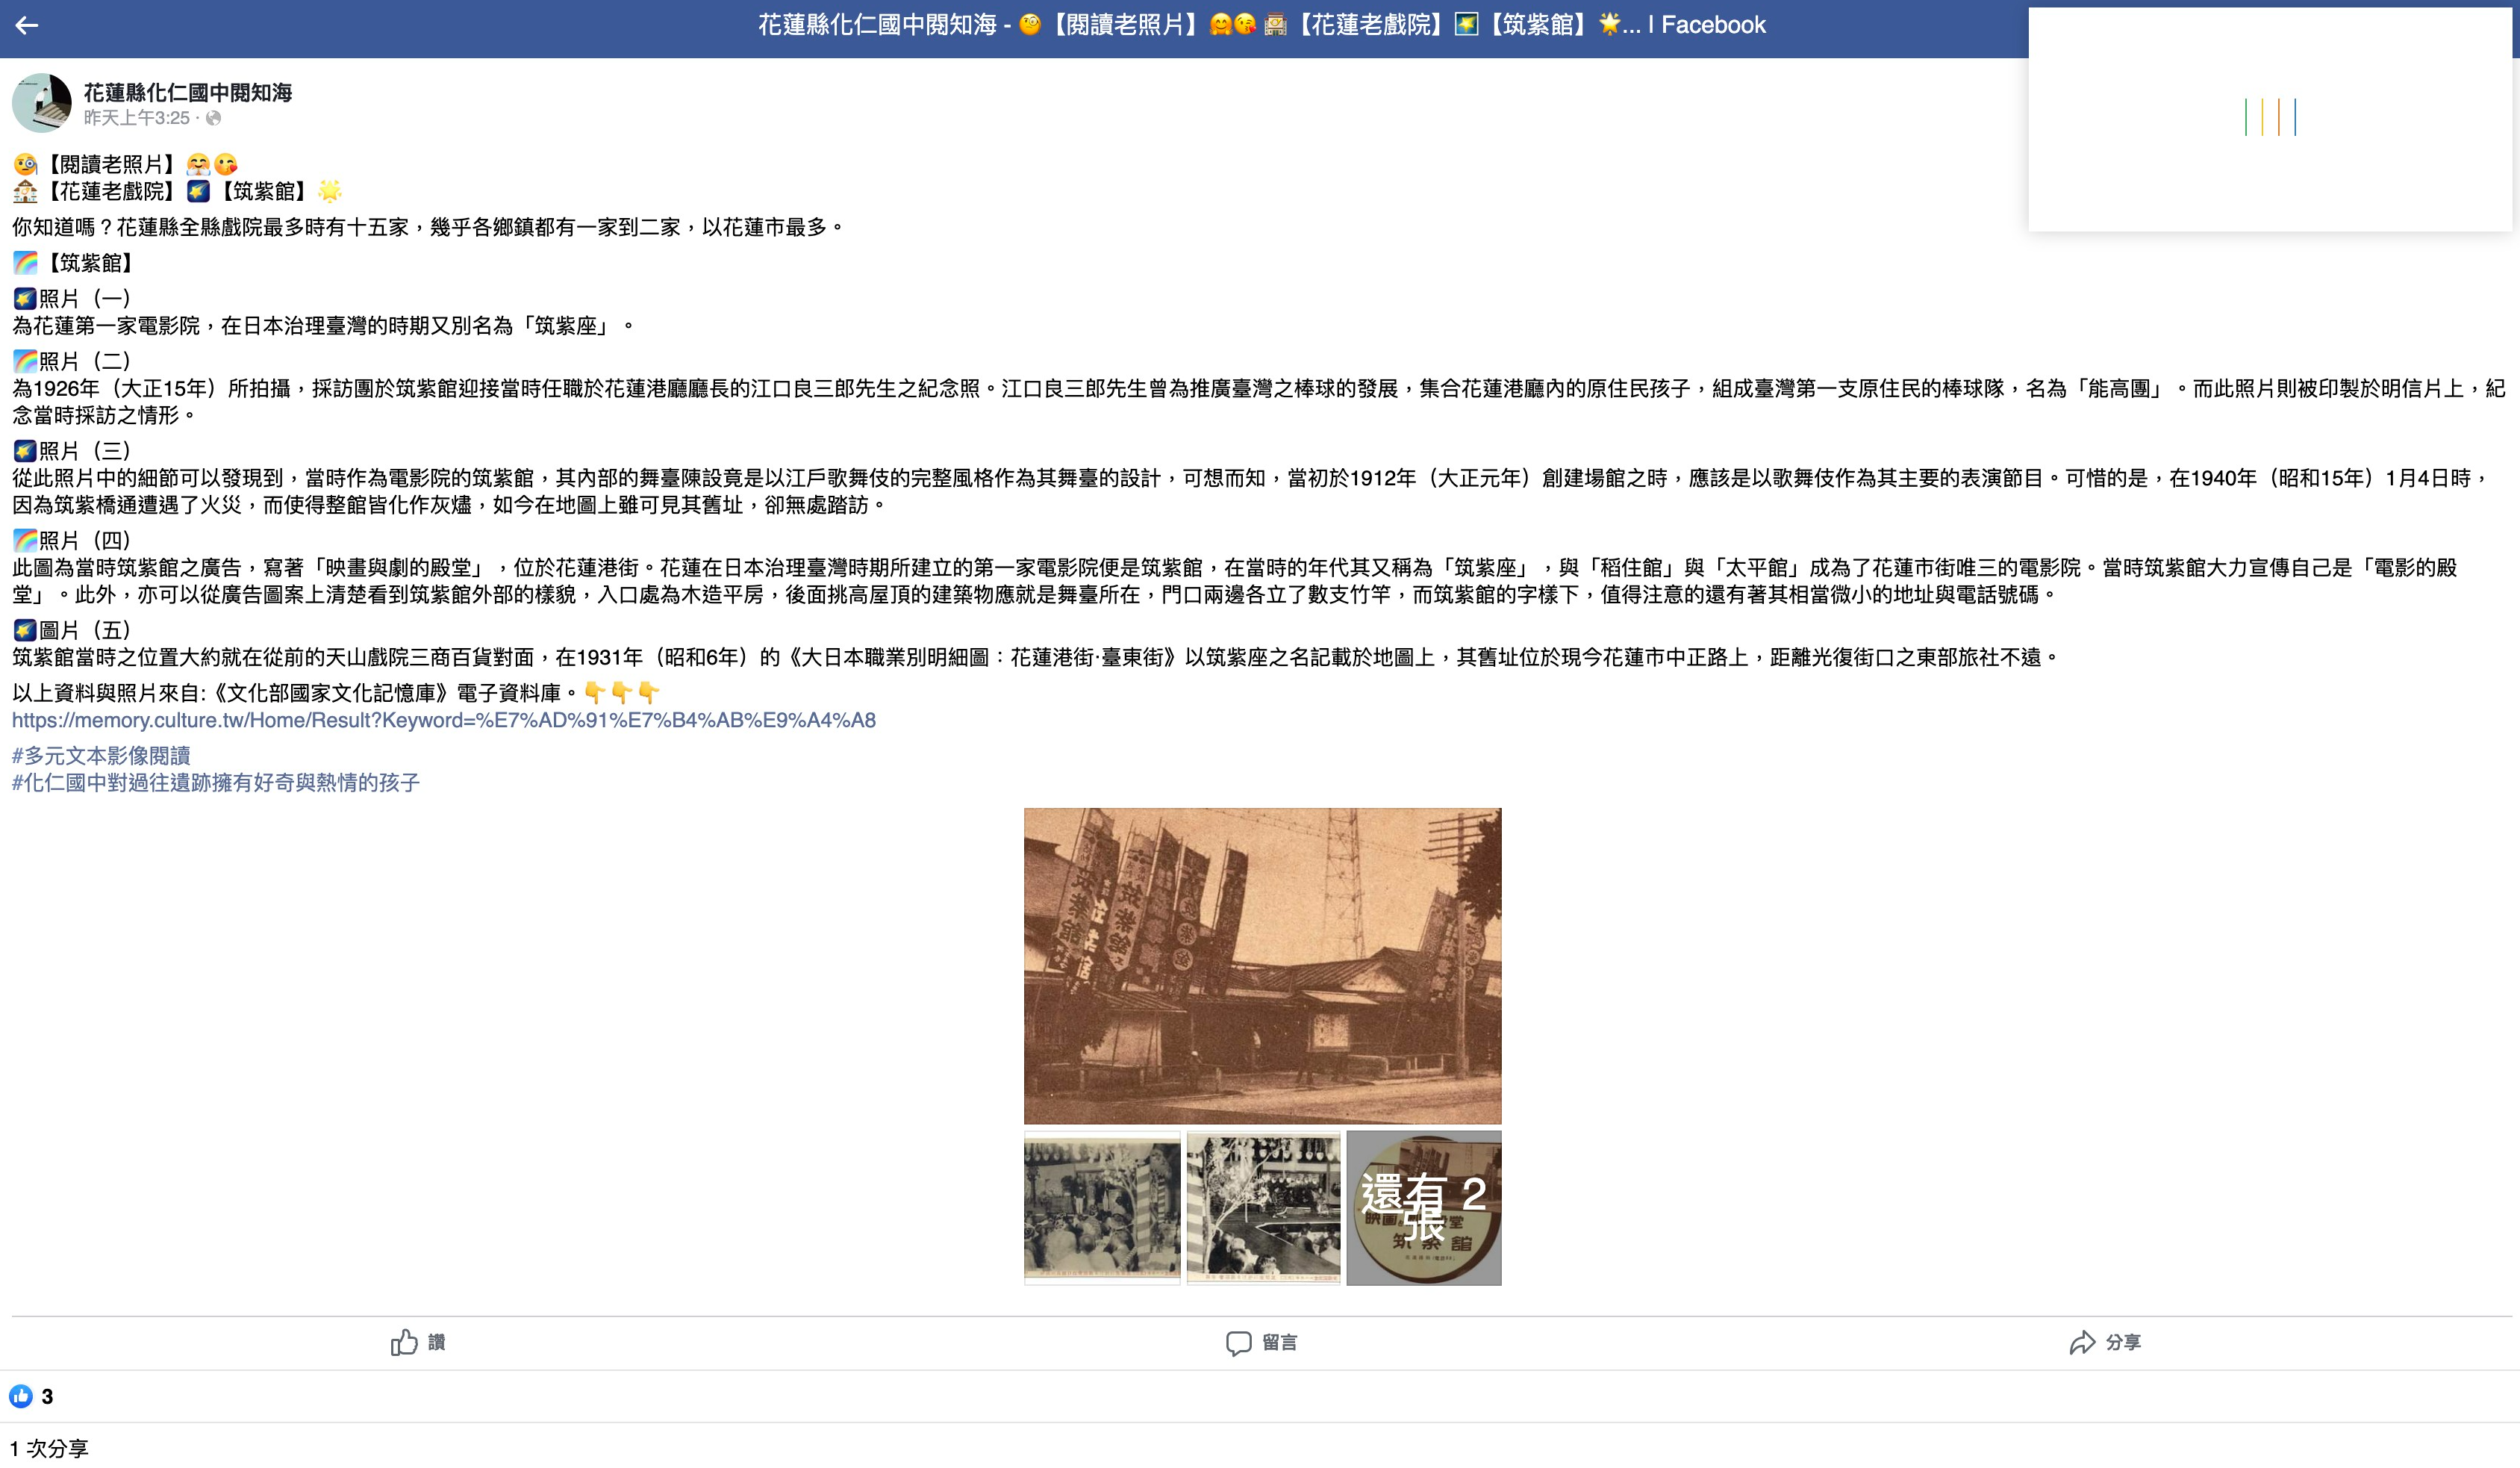 花蓮縣化仁國中閱知海 - 🧐【閱讀老照片】🤗😘 🏩【花蓮老戲院】🌠【筑紫館】🌟... | Facebook
花蓮縣化仁國中閱知海
昨天上午3:25 ·
🧐【閱讀老照片】🤗😘
🏩【花蓮老戲院】🌠【筑紫館】🌟
你知道嗎？花蓮縣全縣戲院最多時有十五家，幾乎各鄉鎮都有一家到二家，以花蓮市最多。
🌈【筑紫館】
🌠照片（一）
為花蓮第一家電影院，在日本治理臺灣的時期又別名為「筑紫座」。
🌈照片（二）
為1926年（大正15年）所拍攝，採訪團於筑紫館迎接當時任職於花蓮港廳廳長的江口良三郎先生之紀念照。江口良三郎先生曾為推廣臺灣之棒球的發展，集合花蓮港廳內的原住民孩子，組成臺灣第一支原住民的棒球隊，名為「能高團」。而此照片則被印製於明信片上，紀
念當時採訪之情形。
🌠照片（三）
從此照片中的細節可以發現到，當時作為電影院的筑紫館，其內部的舞臺陳設竟是以江戶歌舞伎的完整風格作為其舞臺的設計，可想而知，當初於1912年（大正元年）創建場館之時，應該是以歌舞伎作為其主要的表演節目。可惜的是，在1940年（昭和15年）1月4日時，
因為筑紫橋通遭遇了火災，而使得整館皆化作灰燼，如今在地圖上雖可見其舊址，卻無處踏訪。
🌈照片（四）
此圖為當時筑紫館之廣告，寫著「映畫與劇的殿堂」，位於花蓮港街。花蓮在日本治理臺灣時期所建立的第一家電影院便是筑紫館，在當時的年代其又稱為「筑紫座」，與「稻住館」與「太平館」成為了花蓮市街唯三的電影院。當時筑紫館大力宣傳自己是「電影的殿
堂」。此外，亦可以從廣告圖案上清楚看到筑紫館外部的樣貌，入口處為木造平房，後面挑高屋頂的建築物應就是舞臺所在，門口兩邊各立了數支竹竿，而筑紫館的字樣下，值得注意的還有著其相當微小的地址與電話號碼。
🌠圖片（五）
筑紫館當時之位置大約就在從前的天山戲院三商百貨對面，在1931年（昭和6年）的《大日本職業別明細圖：花蓮港街·臺東街》以筑紫座之名記載於地圖上，其舊址位於現今花蓮市中正路上，距離光復街口之東部旅社不遠。
以上資料與照片來自:《文化部國家文化記憶庫》電子資料庫。👇👇👇
https://memory.culture.tw/Home/Result?Keyword=%E7%AD%91%E7%B4%AB%E9%A4%A8
#多元文本影像閱讀
#化仁國中對過往遺跡擁有好奇與熱情的孩子
筑紫館
筑紫館
還有 2
張
筑紫館
讚
留言
分享
3
1 次分享